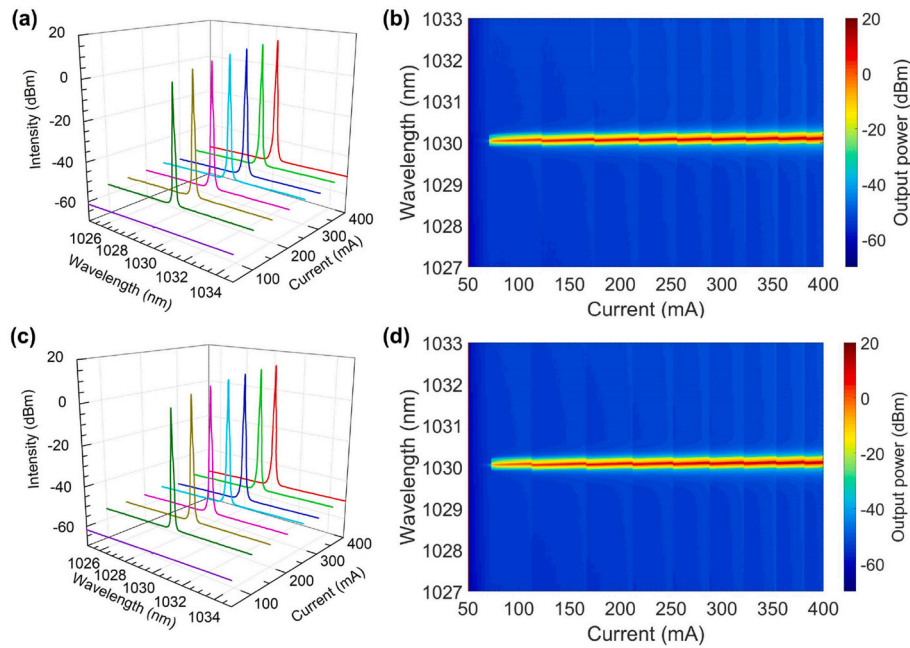 (a)
20
0
-20
-40
-60
Intensity (dBm)
1026
1028
1030
1032
1034
Wavelength (nm)
100
200
300
400
Current (mA)
(b)
1033
1032
1031
1030
1029
1028
1027
Wavelength (nm)
50 100 150 200 250 300 350 400
Current (mA)
20
0
-20
-40
-60
Output power (dBm)
(c)
20
0
-20
-40
-60
Intensity (dBm)
1026
1028
1030
1032
1034
Wavelength (nm)
100
200
300
400
Current (mA)
(d)
1033
1032
1031
1030
1029
1028
1027
Wavelength (nm)
50 100 150 200 250 300 350 400
Current (mA)
20
0
-20
-40
-60
Output power (dBm)